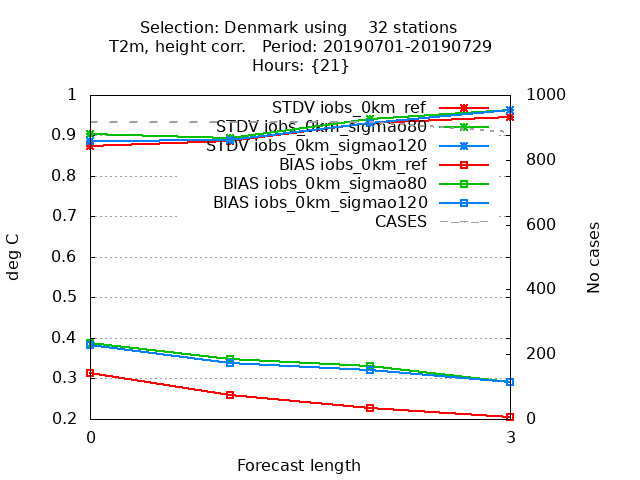 Selection: Denmark using 32 stations
T2m, height corr. Period: 20190701-20190729
Hours: {21}
1
0.9
0.8
0.7
0.6
0.5
0.4
0.3
0.2
deg C
STDV iobs_0km_ref
STDV iobs_0km_sigmao80
STDV iobs_0km_sigmao120
BIAS iobs_0km_ref
BIAS iobs_0km_sigmao80
BIAS iobs_0km_sigmao120
CASES
1000
800
600
400
200
0
No cases
0 3
Forecast length